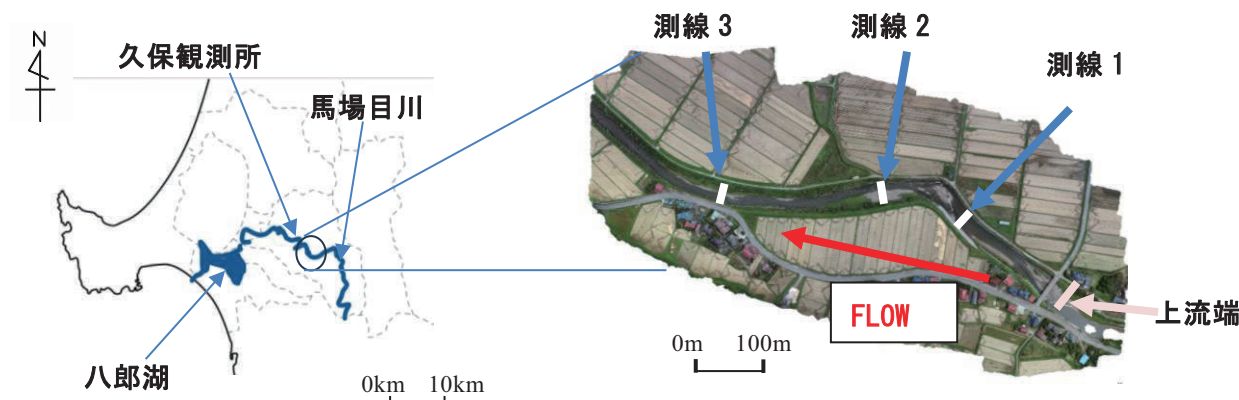 N
久保観測所
馬場目川
八郎湖
0km 10km
測線 3
測線 2
測線 1
FLOW
上流端
0m 100m